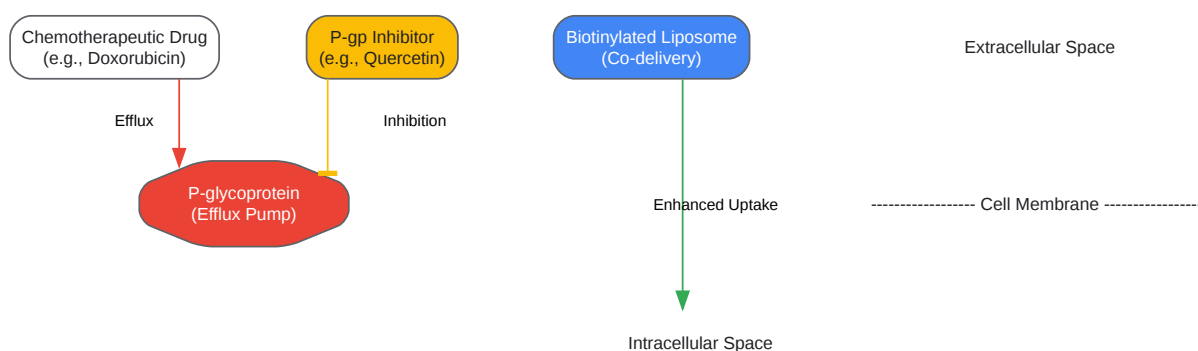 Chemotherapeutic Drug
(e.g., Doxorubicin)
P-gp Inhibitor
(e.g., Quercetin)
Biotinylated Liposome
(Co-delivery)
Extracellular Space
Efflux
Inhibition
P-glycoprotein
(Efflux Pump)
Enhanced Uptake
------------------ Cell Membrane ------------------
Intracellular Space